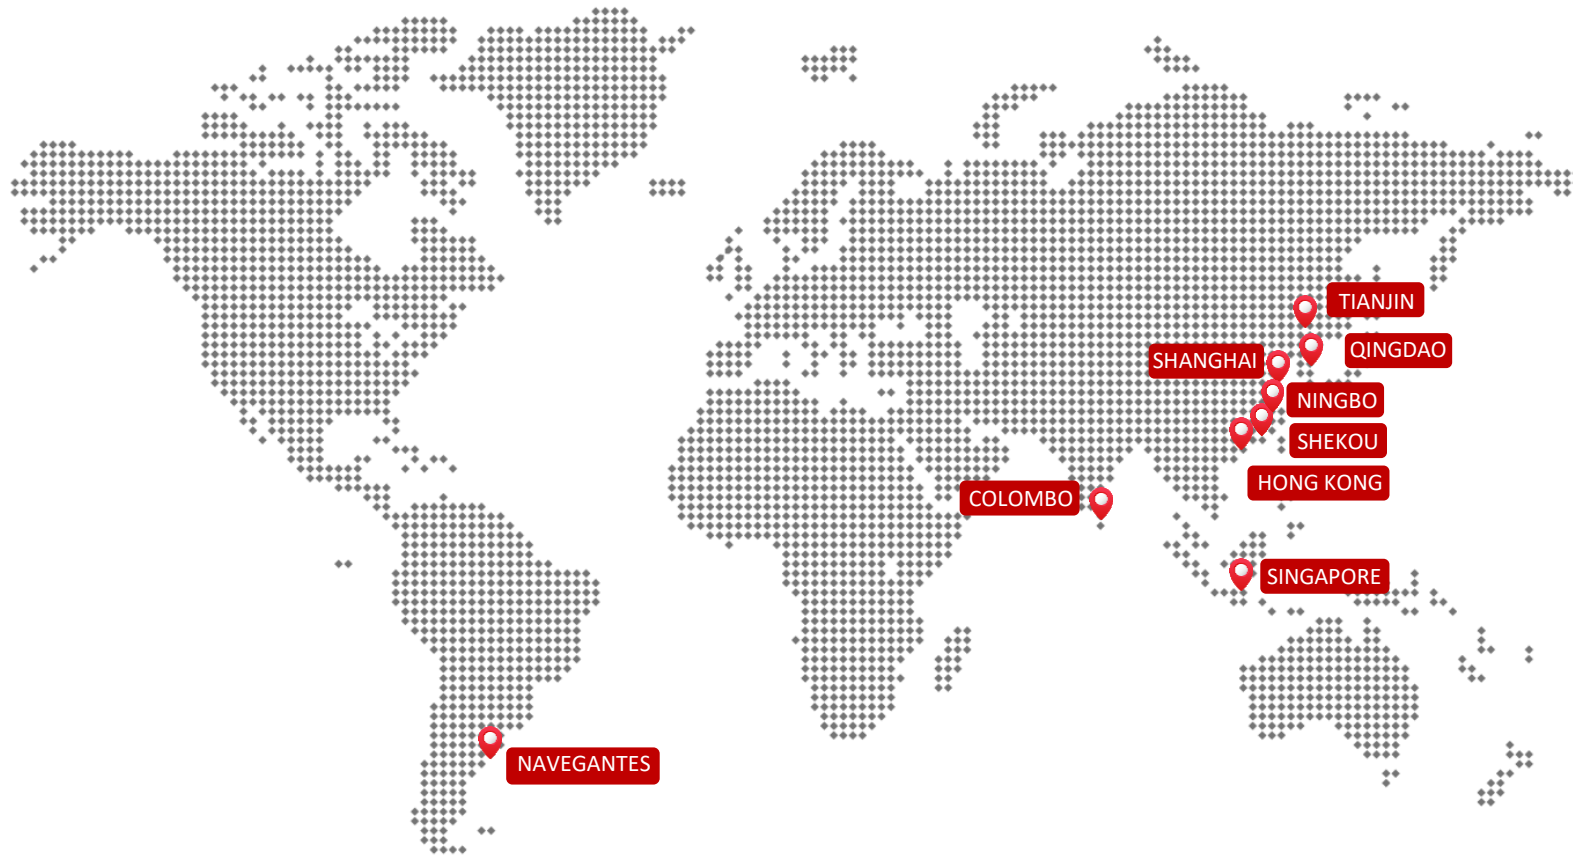 TIANJIN
QINGDAO
SHANGHAI
NINGBO
SHEKOU
HONG KONG
COLOMBO
SINGAPORE
NAVEGANTES